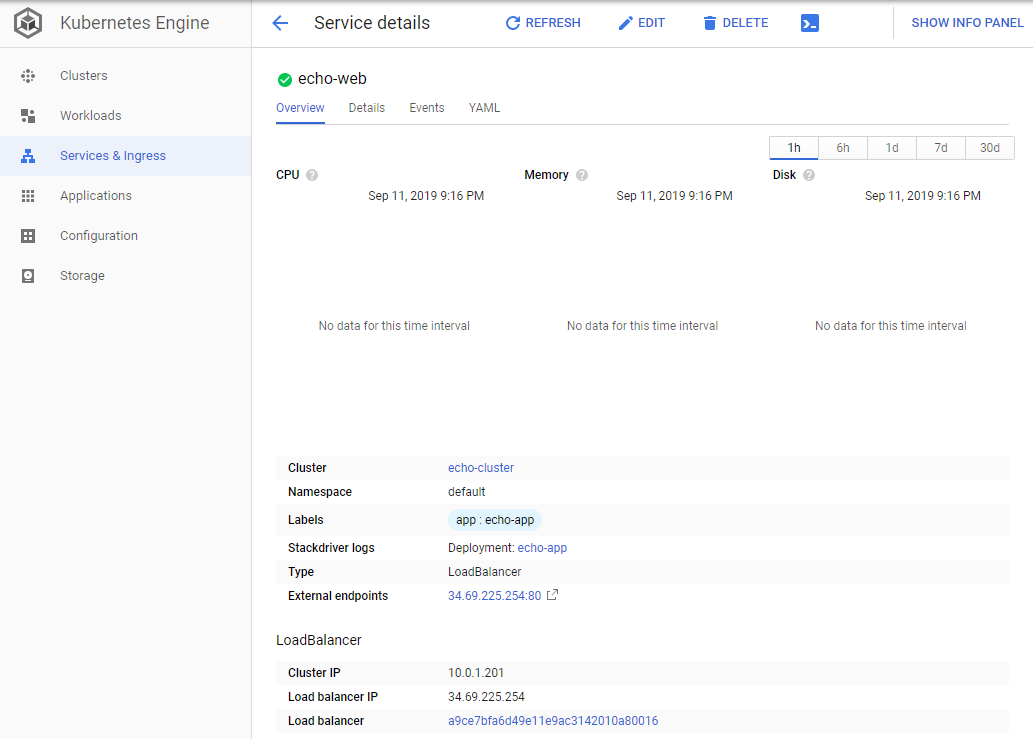 Kubernetes Engine
Service details
REFRESH
EDIT
DELETE
SHOW INFO PANEL
Clusters
Workloads
Services & Ingress
Applications
Configuration
Storage
echo-web
Overview Details Events YAML
1h 6h 1d 7d 30d
CPU Memory Disk
Sep 11, 2019 9:16 PM Sep 11, 2019 9:16 PM Sep 11, 2019 9:16 PM
No data for this time interval No data for this time interval No data for this time interval
Cluster echo-cluster
Namespace default
Labels app : echo-app
Stackdriver logs Deployment: echo-app
Type LoadBalancer
External endpoints 34.69.225.254:80
LoadBalancer
Cluster IP 10.0.1.201
Load balancer IP 34.69.225.254
Load balancer a9ce7bfa6d49e11e9ac3142010a80016